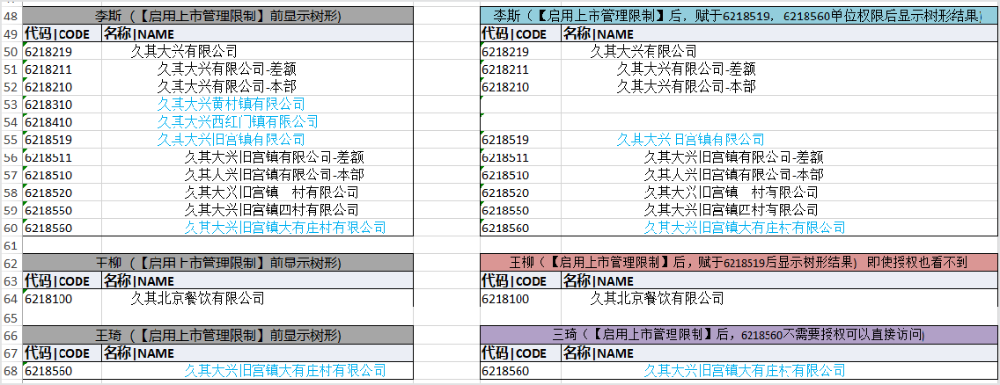 48 李斯（【启用上市管理限制】前显示树形) 李斯（【启用上市管理限制】后，赋于6218519，6218560单位权限后显示树形结果)
49 代码|CODE 名称|NAME 代码|CODE 名称|NAME
50 6218219 久其大兴有限公司 6218219 久其大兴有限公司
51 6218211 久其大兴有限公司-差额 6218211 久其大兴有限公司-差额
52 6218210 久其大兴有限公司-本部 6218210 久其大兴有限公司-本部
53 6218310 久其大兴黄村镇有限公司
54 6218410 久其大兴西红门镇有限公司
55 6218519 久其大兴旧宫镇有限公司 6218519 久其大兴旧宫镇有限公司
56 6218511 久其大兴旧宫镇有限公司-差额 6218511 久其大兴旧宫镇有限公司-差额
57 6218510 久其人兴旧宫镇有限公司-本部 6218510 久其人兴旧宫镇有限公司-本部
58 6218520 久其大兴旧宫镇 村有限公司 6218520 久其大兴旧宫镇 村有限公司
59 6218550 久其大兴旧宫镇四村有限公司 6218550 久其大兴旧宫镇四村有限公司
60 6218560 久其大兴旧宫镇大有庄村有限公司 6218560 久其大兴旧宫镇大有庄村有限公司
61
62 王柳（【启用上市管理限制】前显示树形) 王柳（【启用上市管理限制】后，赋于6218519后显示树形结果) 即使授权也看不到
63 代码|CODE 名称|NAME 代码|CODE 名称|NAME
64 6218100 久其北京餐饮有限公司 6218100 久其北京餐饮有限公司
65
66 王琦（【启用上市管理限制】前显示树形) 三琦（【启用上市管理限制】后，6218560不需要授权可以直接访问)
67 代码|CODE 名称|NAME 代码|CODE 名称|NAME
68 6218560 久其大兴旧宫镇大有庄村有限公司 6218560 久其大兴旧宫镇大有庄村有限公司